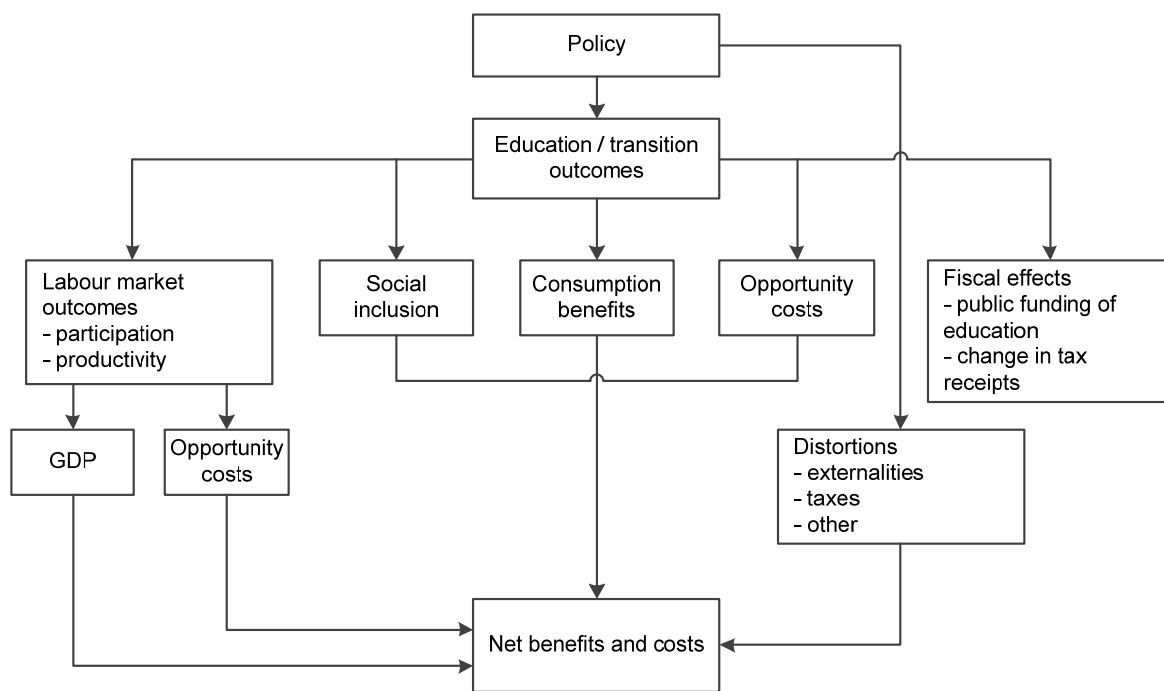 Policy
Education / transition
outcomes
Labour market
outcomes
- participation
- productivity
Social
inclusion
Consumption
benefits
Opportunity
costs
Fiscal effects
- public funding of
education
- change in tax
receipts
GDP
Opportunity
costs
Distortions
- externalities
- taxes
- other
Net benefits and costs